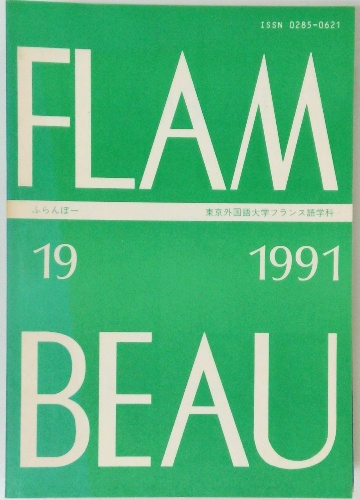 ISSN 0285-0621
FLAM
ふらんぼー 東京外国語大学フランス語学科
19 1991
BEAU